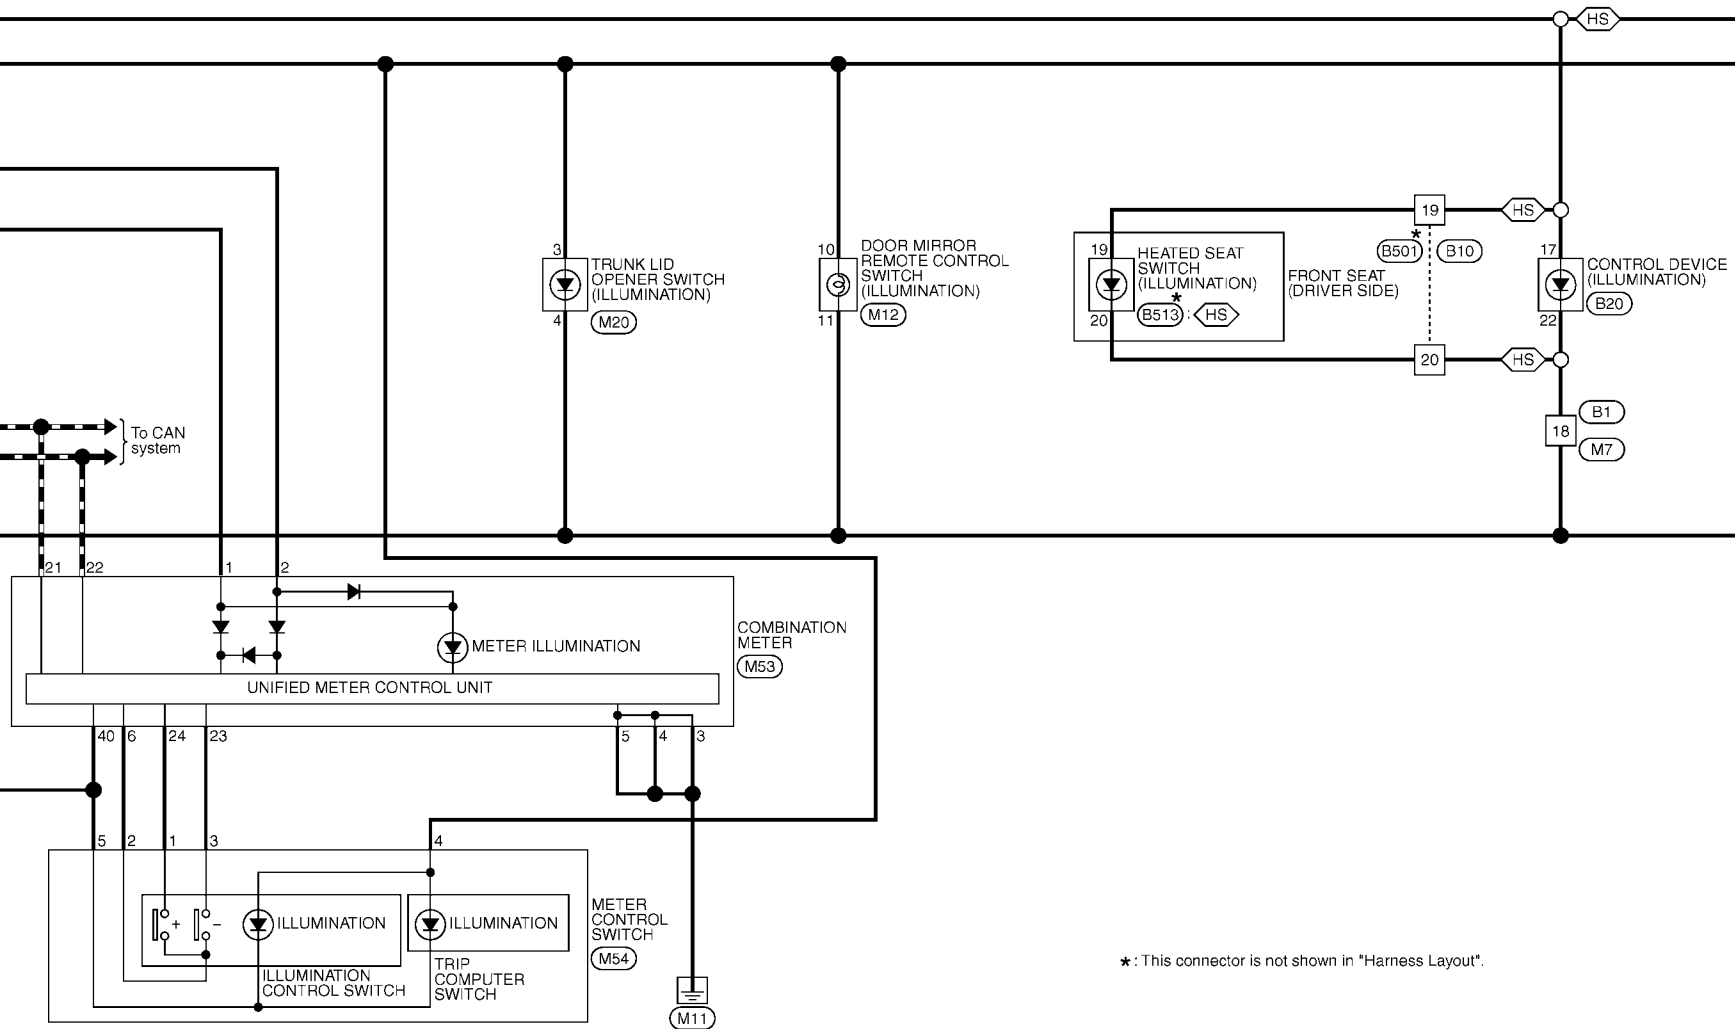 HS
19
HS
19
HEATED SEAT
SWITCH
(ILLUMINATION)
*
B513 : HS
20
FRONT SEAT
(DRIVER SIDE)
*
B501
B10
20
HS
17
CONTROL DEVICE
(ILLUMINATION)
B20
22
B1
18
M7
3
TRUNK LID
OPENER SWITCH
(ILLUMINATION)
4
M20
10
DOOR MIRROR
REMOTE CONTROL
SWITCH
(ILLUMINATION)
11
M12
To CAN
system
21
22
1
2
METER ILLUMINATION
COMBINATION
METER
M53
UNIFIED METER CONTROL UNIT
40
6
24
23
5
4
3
5
2
1
3
4
+
–
ILLUMINATION
ILLUMINATION
METER
CONTROL
SWITCH
M54
ILLUMINATION
CONTROL SWITCH
TRIP
COMPUTER
SWITCH
M11
* : This connector is not shown in "Harness Layout".